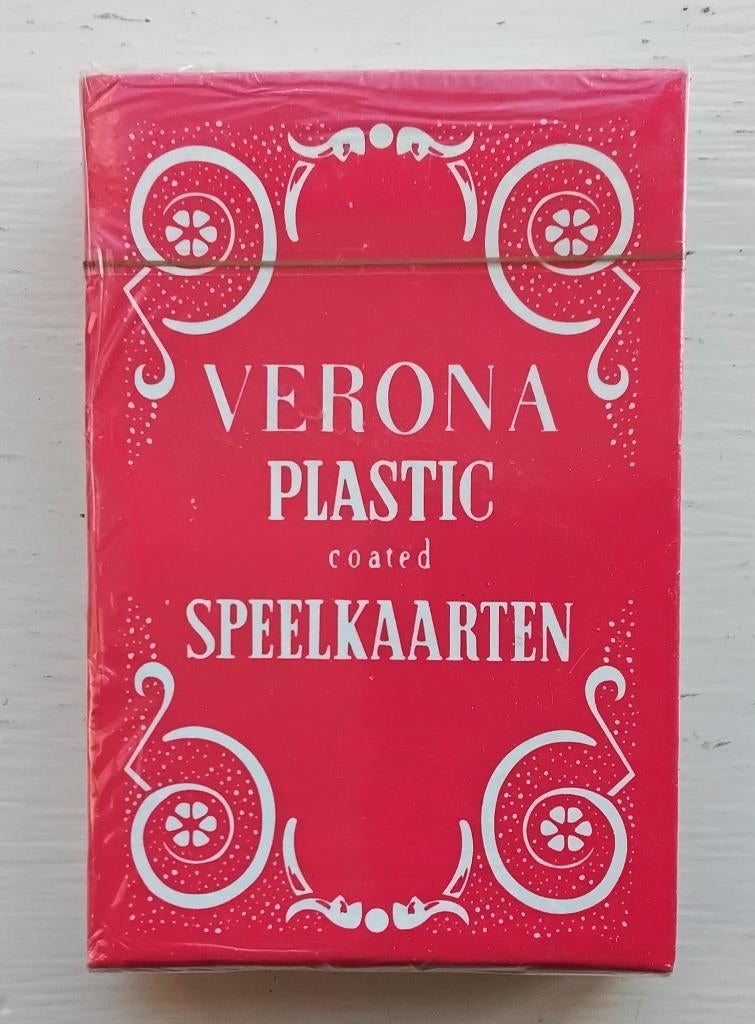 VERONA
PLASTIC
coated
SPEELKAARTEN